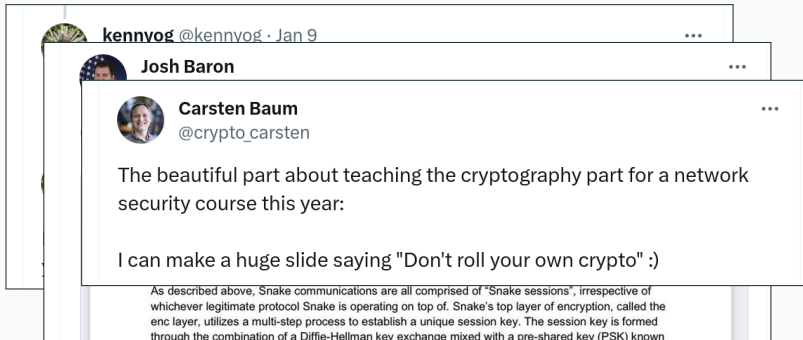 kennyog @kennyog · Jan 9
Josh Baron
Carsten Baum
@crypto_carsten
The beautiful part about teaching the cryptography part for a network
security course this year:
I can make a huge slide saying "Don't roll your own crypto" :)
As described above, Snake communications are all comprised of “Snake sessions”, irrespective of
whichever legitimate protocol Snake is operating on top of. Snake’s top layer of encryption, called the
enc layer, utilizes a multi-step process to establish a unique session key. The session key is formed
through the combination of a Diffie-Hellman key exchange mixed with a pre-shared key (PSK) known